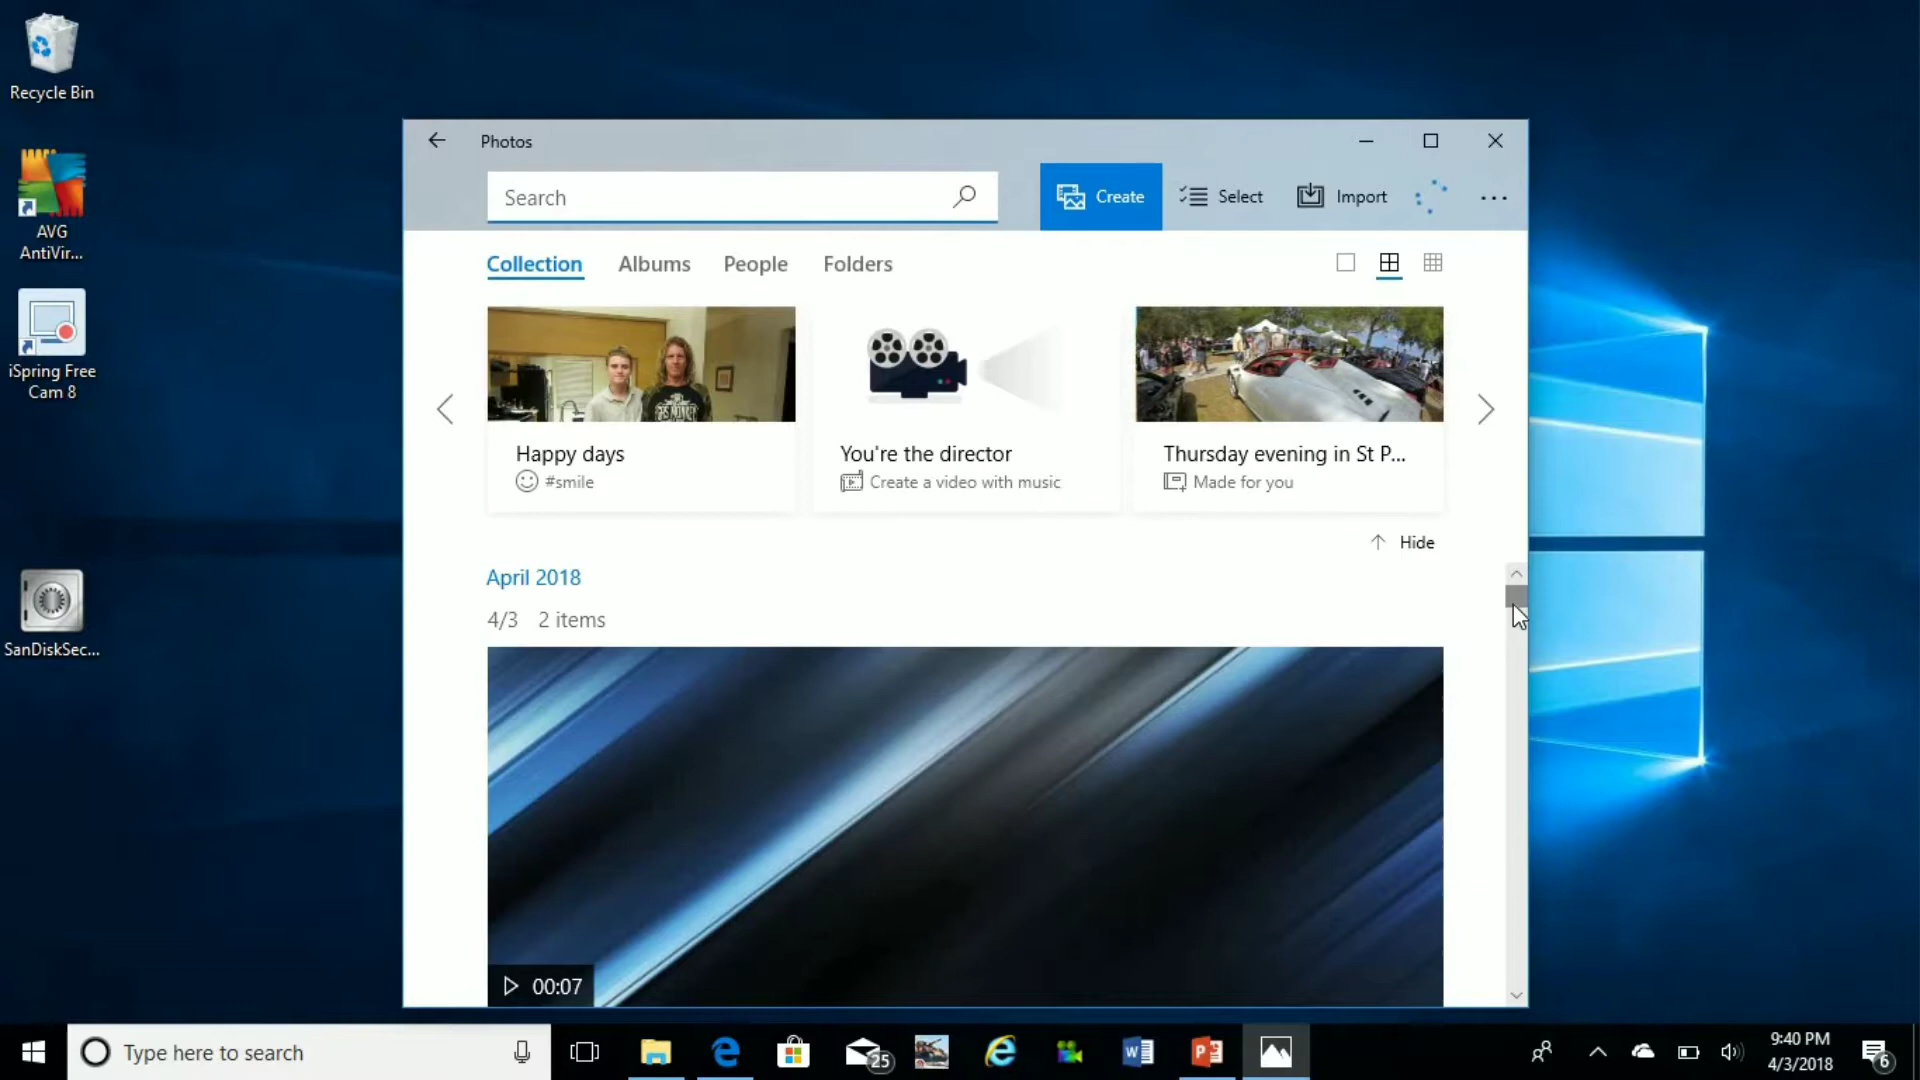 Recycle Bin
AVG
AntiVir...
iSpring Free
Cam 8
SanDiskSec...
Photos
Search
Create
Select
Import
Collection
Albums
People
Folders
Happy days
#smile
You're the director
Create a video with music
Thursday evening in St P...
Made for you
Hide
April 2018
4/3 2 items
00:07
Type here to search
25
9:40 PM
4/3/2018
6